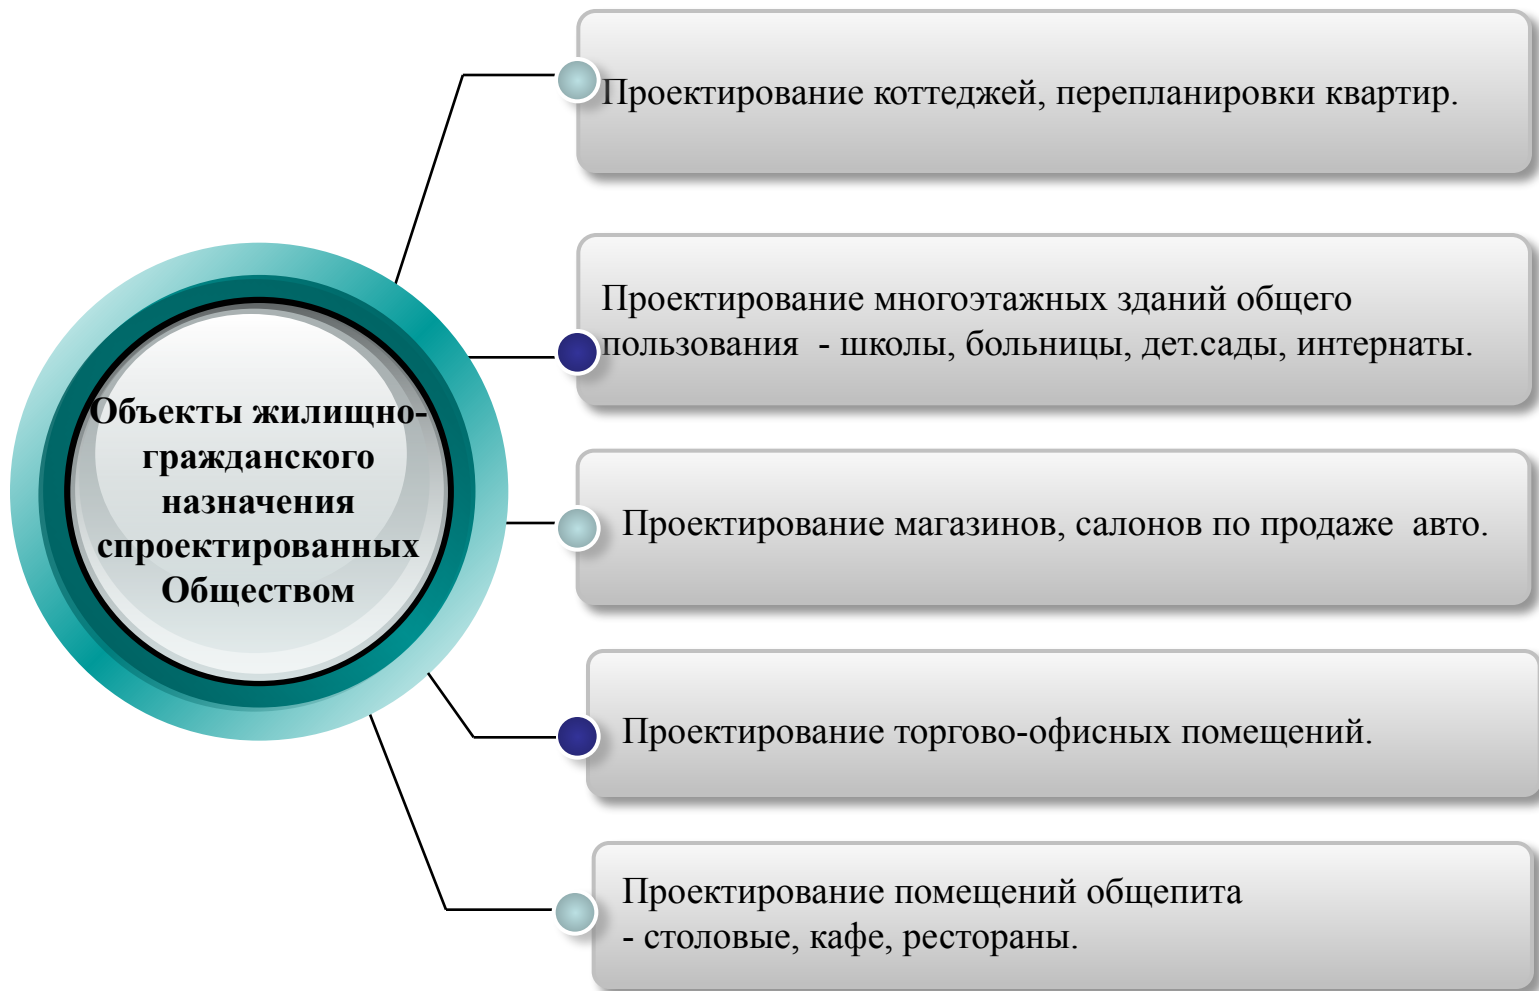 Проектирование коттеджей, перепланировки квартир.
Проектирование многоэтажных зданий общего
пользования  - школы, больницы, дет.сады, интернаты.
Объекты жилищно-
гражданского
назначения
спроектированных
Обществом
Проектирование магазинов, салонов по продаже  авто.
Проектирование торгово-офисных помещений.
Проектирование помещений общепита
- столовые, кафе, рестораны.